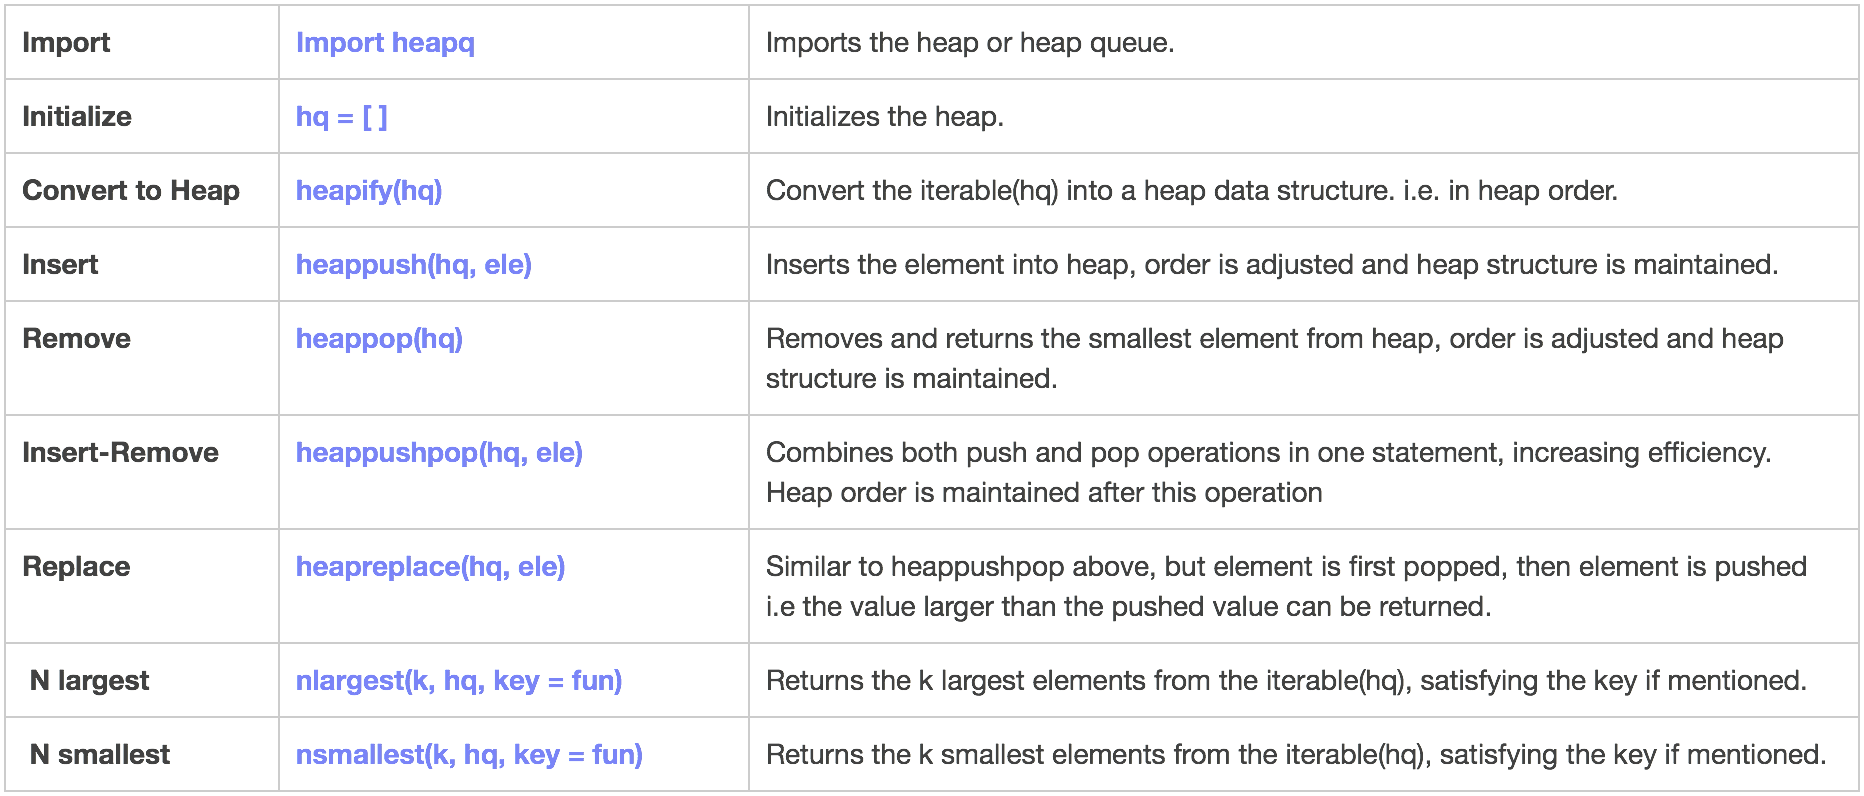 Import Import heapq Imports the heap or heap queue.
Initialize hq = [ ] Initializes the heap.
Convert to Heap heapify(hq) Convert the iterable(hq) into a heap data structure. i.e. in heap order.
Insert heappush(hq, ele) Inserts the element into heap, order is adjusted and heap structure is maintained.
Remove heappop(hq) Removes and returns the smallest element from heap, order is adjusted and heap
structure is maintained.
Insert-Remove heappushpop(hq, ele) Combines both push and pop operations in one statement, increasing efficiency.
Heap order is maintained after this operation
Replace heapreplace(hq, ele) Similar to heappushpop above, but element is first popped, then element is pushed
i.e the value larger than the pushed value can be returned.
N largest nlargest(k, hq, key = fun) Returns the k largest elements from the iterable(hq), satisfying the key if mentioned.
N smallest nsmallest(k, hq, key = fun) Returns the k smallest elements from the iterable(hq), satisfying the key if mentioned.